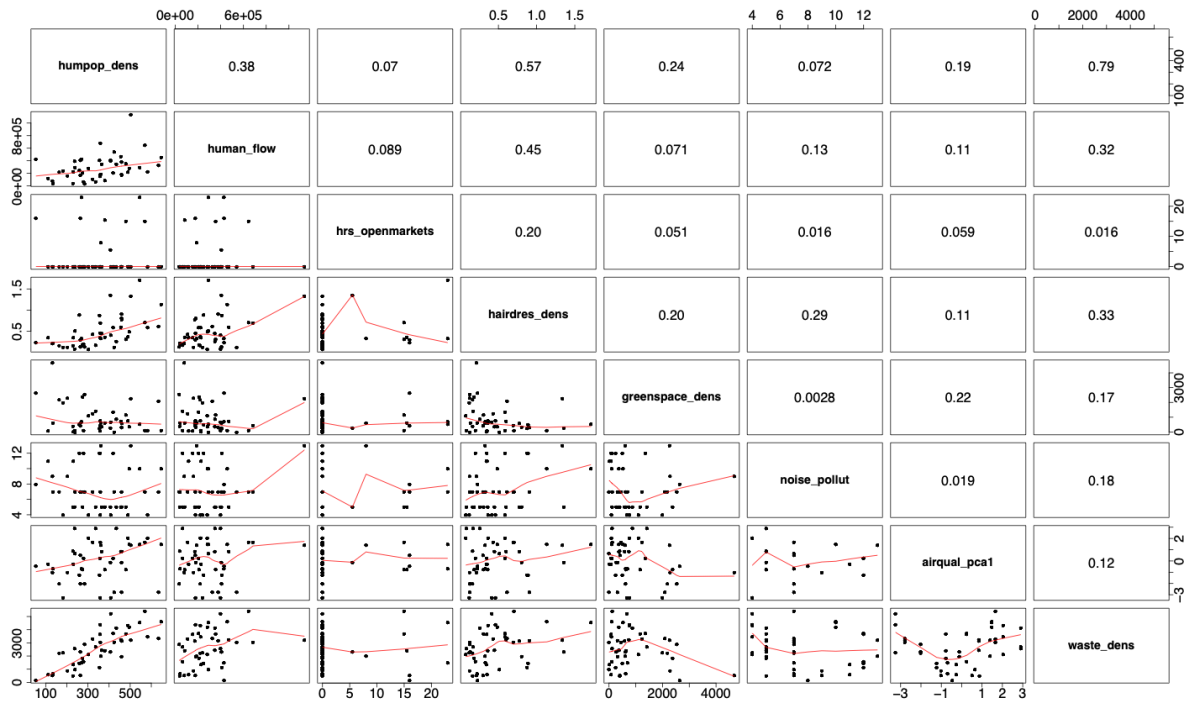 0e+00 6e+05 0.5 1.0 1.5 4 6 8 10 12 0 2000 4000
humpop_dens 0.38 0.07 0.57 0.24 0.072 0.19 0.79 100 400
0e+00 8e+05 human_flow 0.089 0.45 0.071 0.13 0.11 0.32
hrs_openmarkets 0.20 0.051 0.016 0.059 0.016 0 10 20
0.5 1.5 hairdres_dens 0.20 0.29 0.11 0.33
greenspace_dens 0.0028 0.22 0.17 0 3000
4 8 12 noise_pollut 0.019 0.18
airqual_pca1 0.12 −3 0 2
0 3000 waste_dens
100 300 500 0 5 10 15 20 0 2000 4000 −3 −1 1 2 3